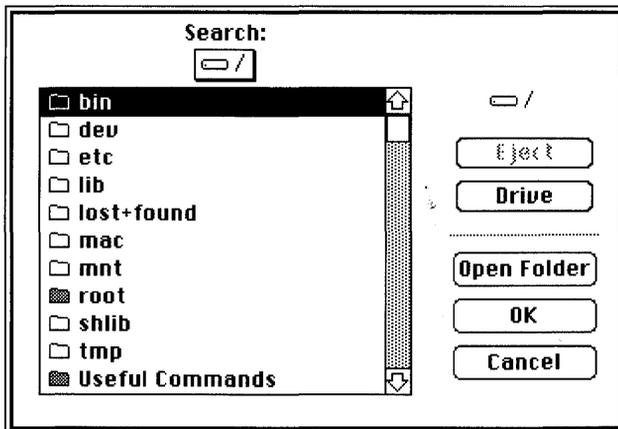 Search:
/
bin
dev
etc
lib
lost+found
mac
mnt
root
shlib
tmp
Useful Commands
/
Eject
Drive
Open Folder
OK
Cancel